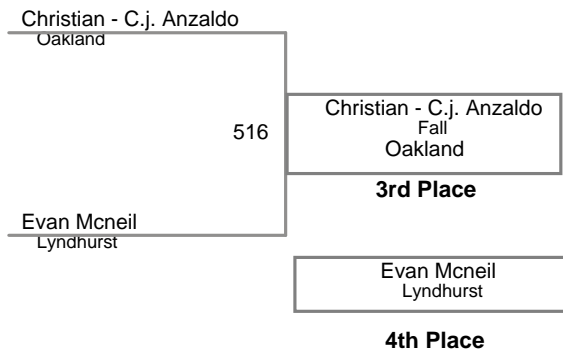 Christian - C.j. Anzaldo
Oakland
516
Christian - C.j. Anzaldo
Fall
Oakland
3rd Place
Evan Mcneil
Lyndhurst
Evan Mcneil
Lyndhurst
4th Place